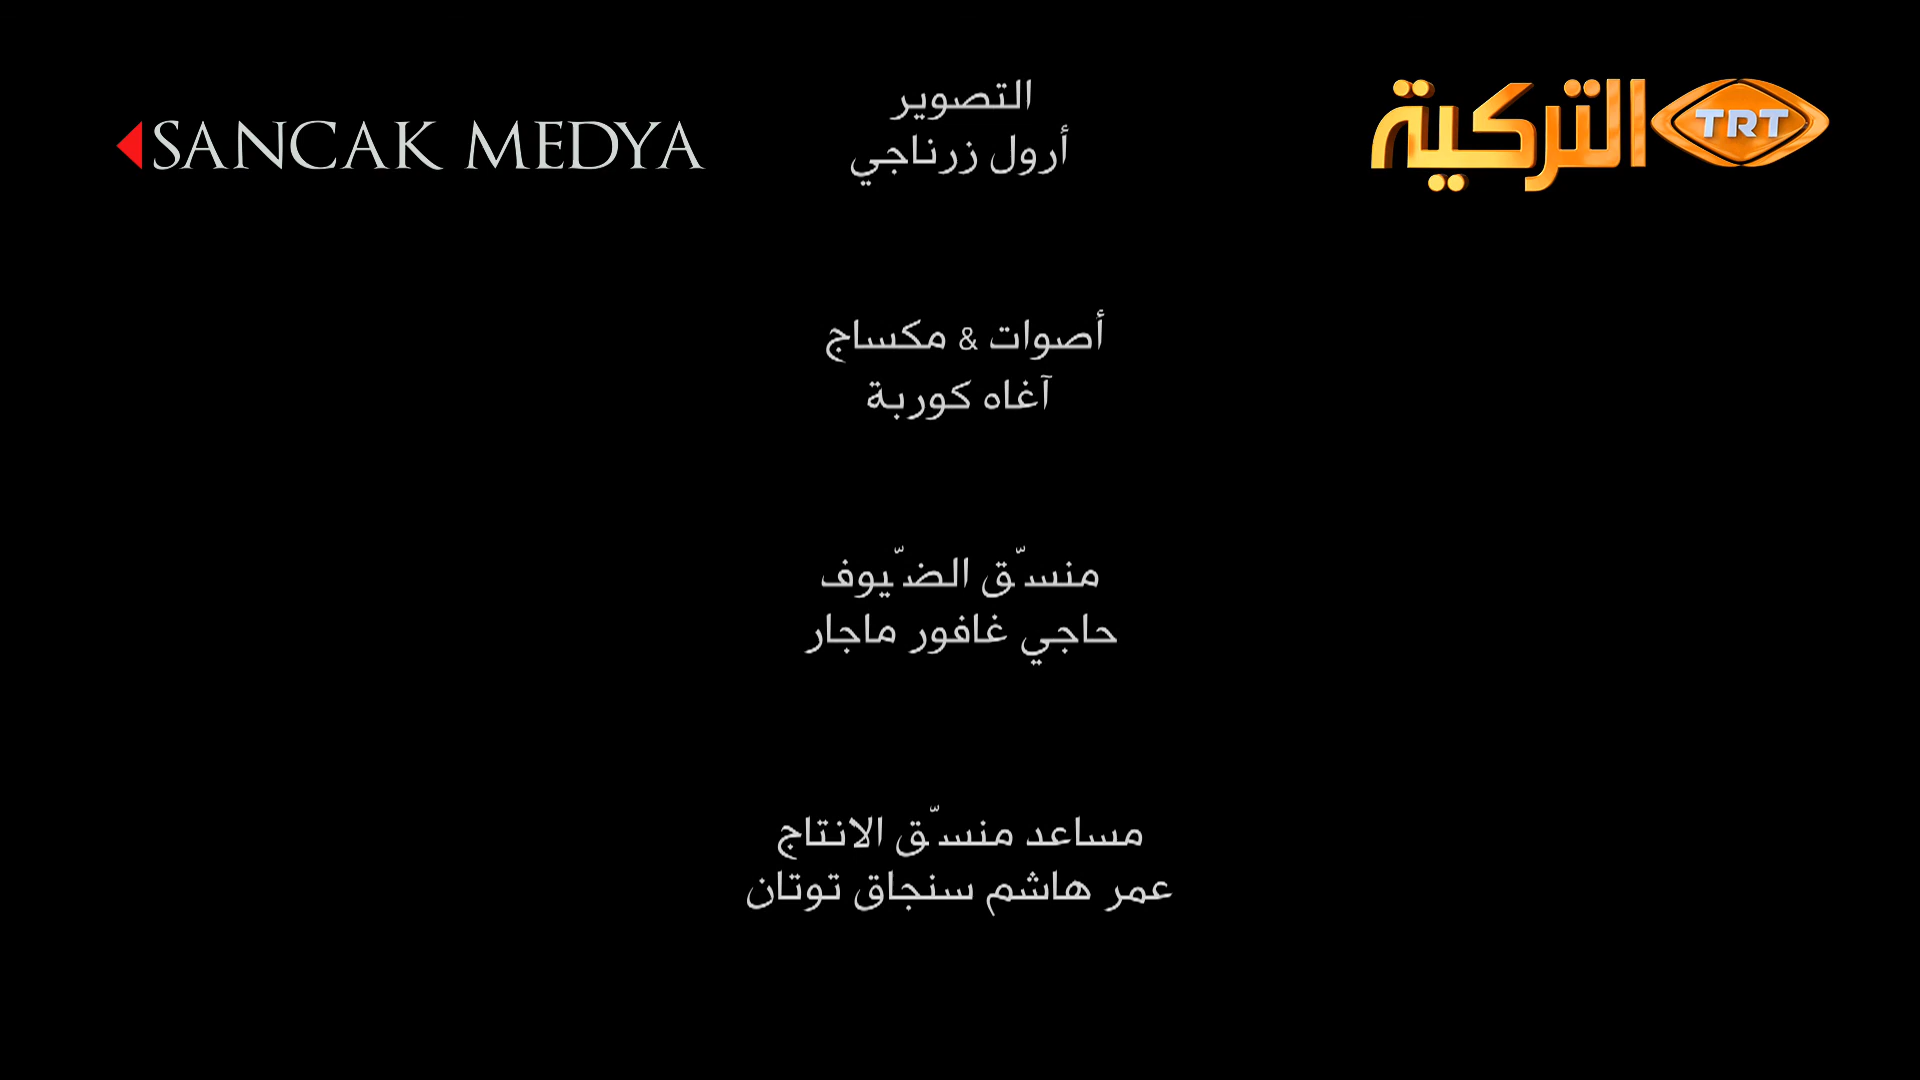 SANCAK MEDYA
التركية TRT
التصوير
أرول زرناجي
أصوات & مكساج
آغاه كوربة
منسّق الضّيوف
حاجي غافور ماجار
مساعد منسّق الانتاج
عمر هاشم سنجاق توتان